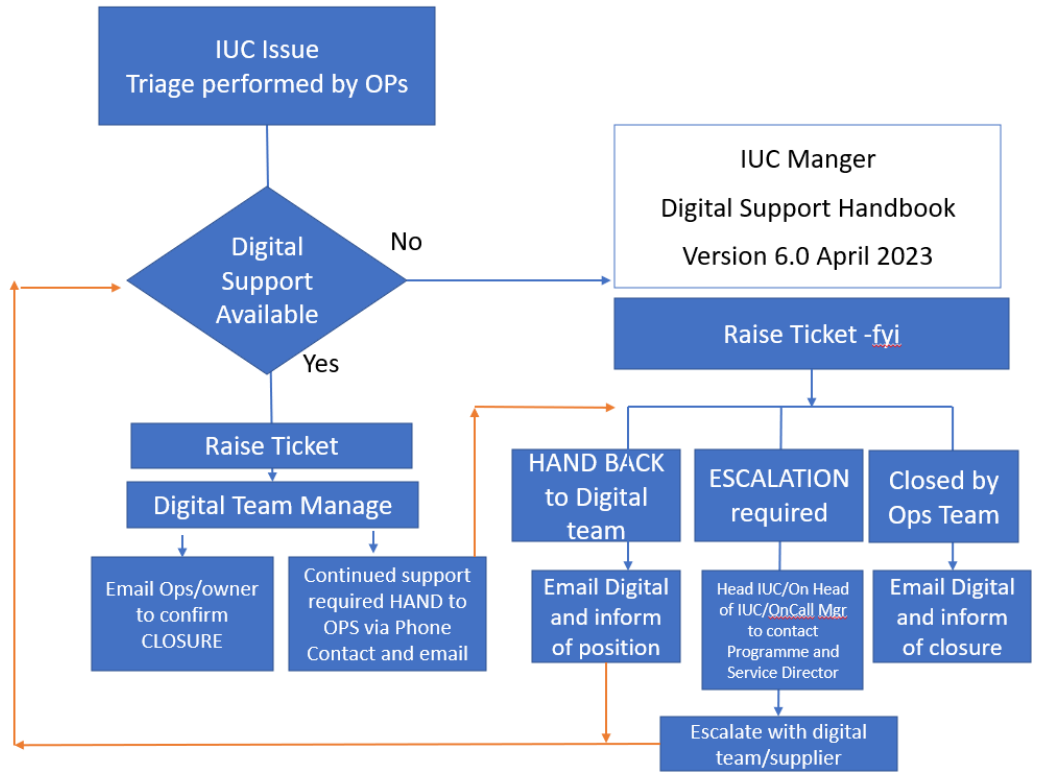 IUC Issue
Triage performed by OPs
IUC Manger
Digital Support Handbook
Version 6.0 April 2023
Digital
Support
Available
No
Yes
Raise Ticket -fyi
Raise Ticket
Digital Team Manage
Email Ops/owner
to confirm
CLOSURE
Continued support
required HAND to
OPS via Phone
Contact and email
HAND BACK
to Digital
team
ESCALATION
required
Closed by
Ops Team
Email Digital
and inform
of position
Head IUC/On Head
of IUC/OnCall Mgr
to contact
Programme and
Service Director
Email Digital
and inform
of closure
Escalate with digital
team/supplier